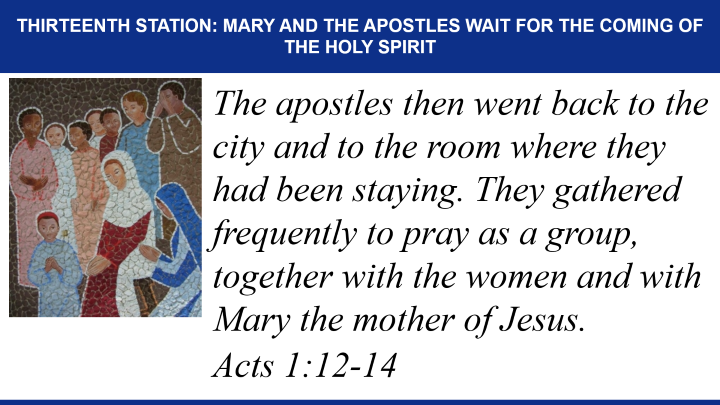 THIRTEENTH STATION: MARY AND THE APOSTLES WAIT FOR THE COMING OF
THE HOLY SPIRIT
The apostles then went back to the
city and to the room where they
had been staying. They gathered
frequently to pray as a group,
together with the women and with
Mary the mother of Jesus.
Acts 1:12-14